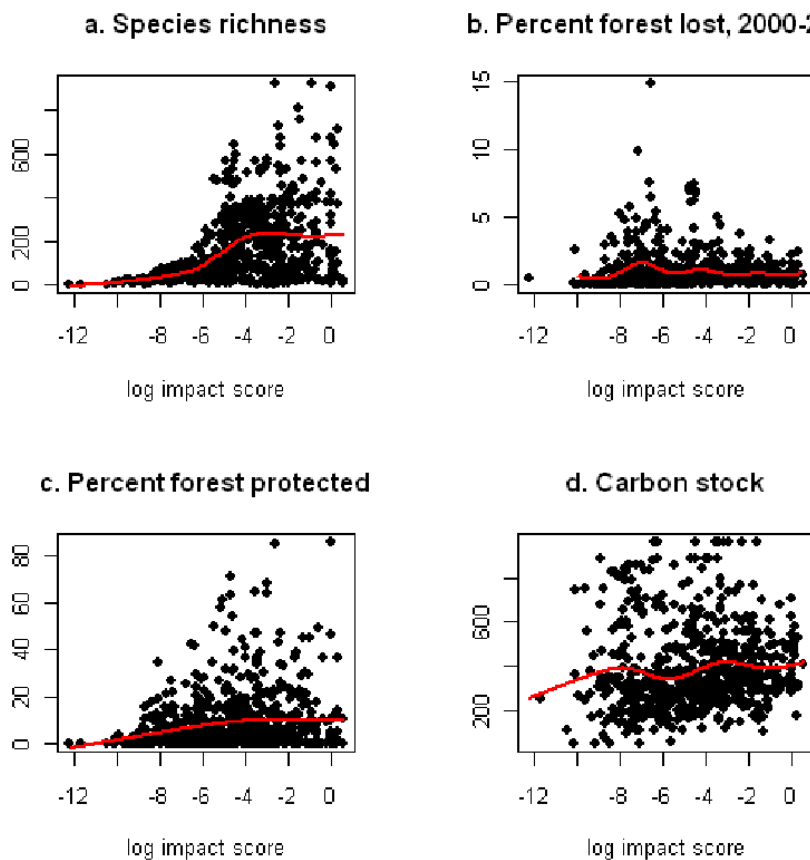 a. Species richness
b. Percent forest lost, 2000-2
0 200 600
0 5 10 15
-12 -8 -6 -4 -2 0
-12 -8 -6 -4 -2 0
log impact score
log impact score
c. Percent forest protected
d. Carbon stock
0 20 40 60 80
200 600
-12 -8 -6 -4 -2 0
-12 -8 -6 -4 -2 0
log impact score
log impact score